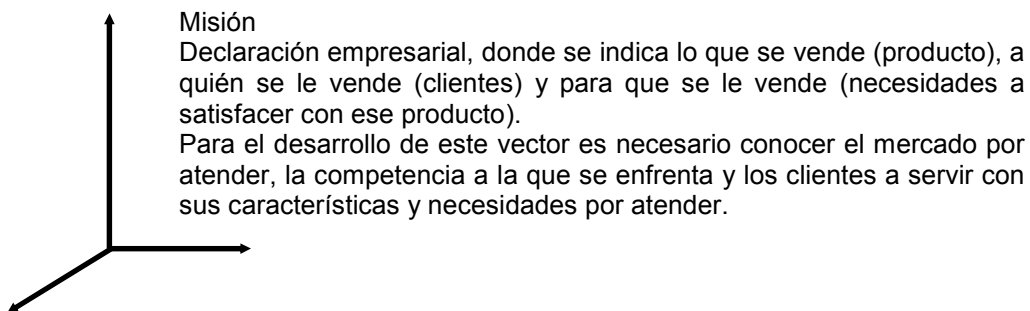 Misión
Declaración empresarial, donde se indica lo que se vende (producto), a
quién se le vende (clientes) y para que se le vende (necesidades a
satisfacer con ese producto).
Para el desarrollo de este vector es necesario conocer el mercado por
atender, la competencia a la que se enfrenta y los clientes a servir con
sus características y necesidades por atender.